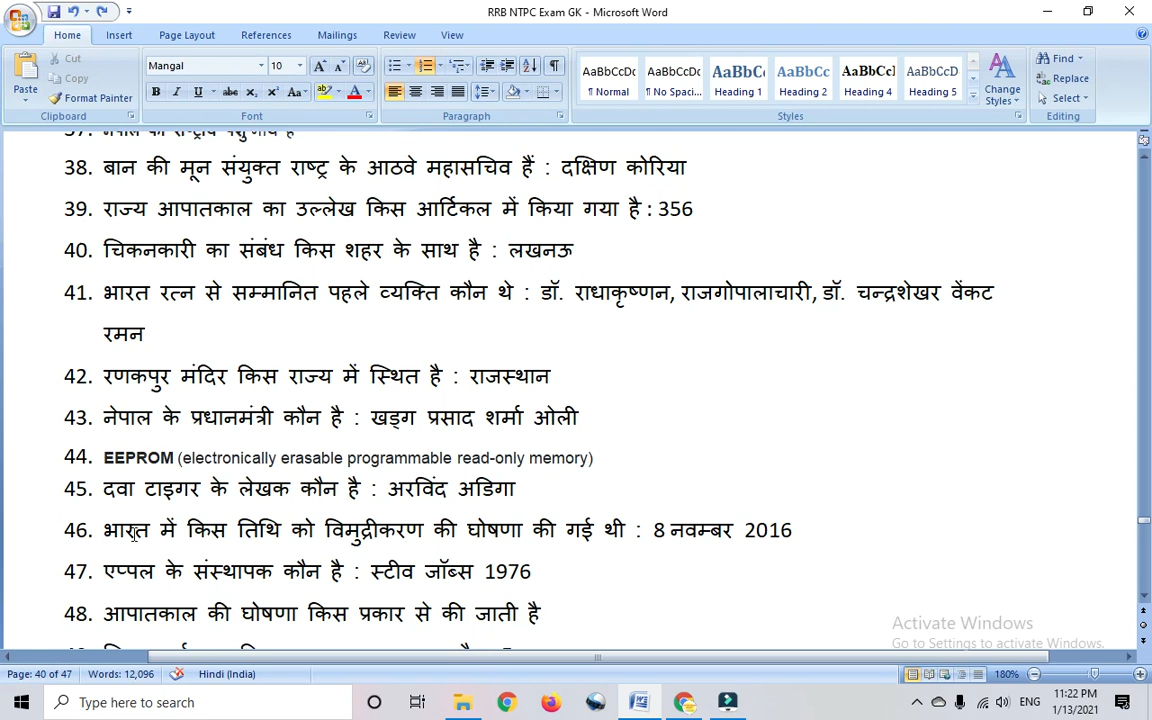 RRB NTPC Exam GK - Microsoft Word
Home Insert Page Layout References Mailings Review View
Paste Cut Copy Format Painter
Clipboard
Mangal 10
Font
Paragraph
AaBbCcDc AaBbCcDc AaBbC AaBbCc AaBbCcI AaBbCcD
¶ Normal ¶ No Spaci... Heading 1 Heading 2 Heading 4 Heading 5
Change Styles
Styles
Find Replace Select
Editing
37. नेपाल का राष्ट्रीय पशु गाय है
38. बान की मून संयुक्त राष्ट्र के आठवे महासचिव हैं : दक्षिण कोरिया
39. राज्य आपातकाल का उल्लेख किस आर्टिकल में किया गया है : 356
40. चिकनकारी का संबंध किस शहर के साथ है : लखनऊ
41. भारत रत्न से सम्मानित पहले व्यक्ति कौन थे : डॉ. राधाकृष्णन, राजगोपालाचारी, डॉ. चन्द्रशेखर वेंकट
रमन
42. रणकपुर मंदिर किस राज्य में स्थित है : राजस्थान
43. नेपाल के प्रधानमंत्री कौन है : खड्ग प्रसाद शर्मा ओली
44. EEPROM (electronically erasable programmable read-only memory)
45. दवा टाइगर के लेखक कौन है : अरविंद अडिगा
46. भारत में किस तिथि को विमुद्रीकरण की घोषणा की गई थी : 8 नवम्बर 2016
47. एप्पल के संस्थापक कौन है : स्टीव जॉब्स 1976
48. आपातकाल की घोषणा किस प्रकार से की जाती है
Activate Windows
Go to Settings to activate Windows.
Page: 40 of 47 Words: 12,096 Hindi (India) 180%
Type here to search ENG 11:22 PM
1/13/2021